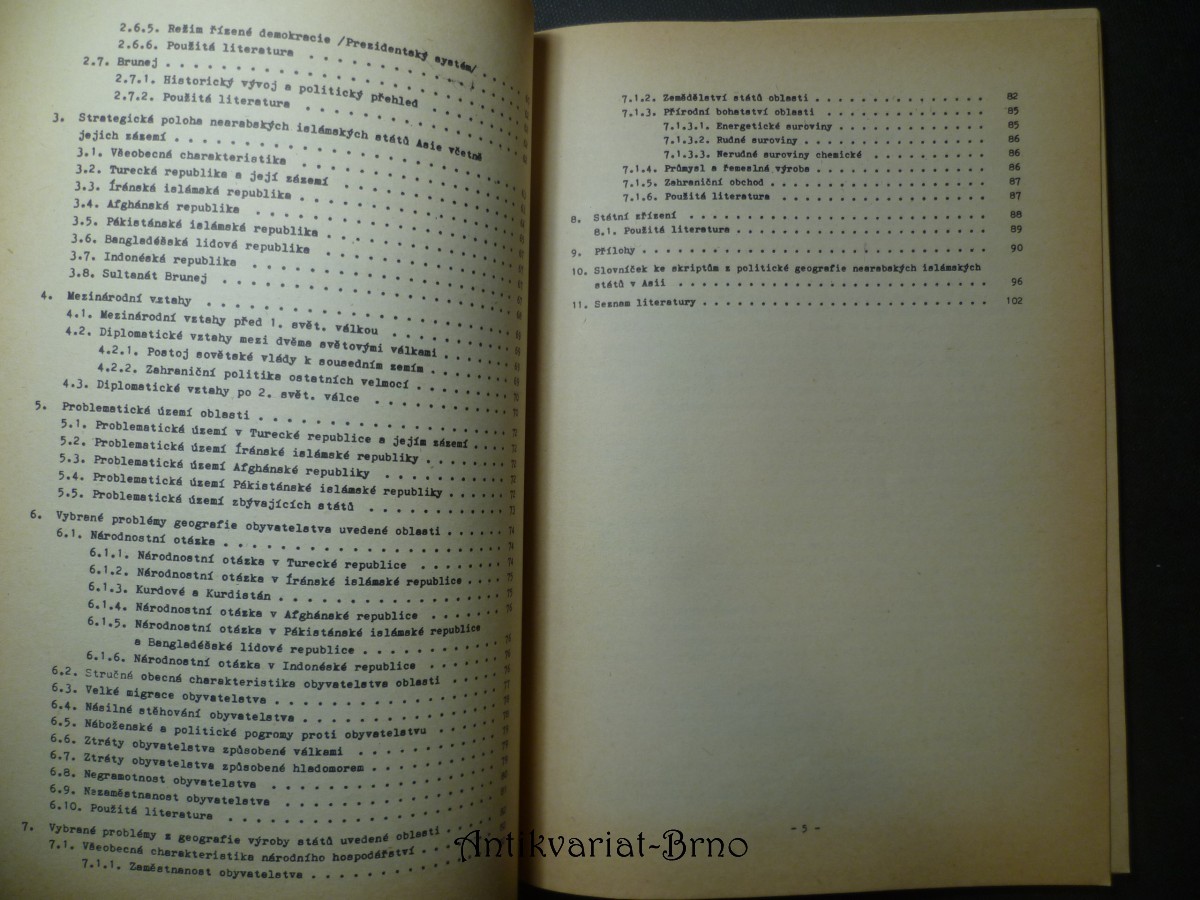 2.6.5. Režim řízené demokracie /Prezidentský systém/
2.6.6. Použitá literatura
2.7. Brunej
2.7.1. Historický vývoj a politický přehled
2.7.2. Použitá literatura
3. Strategická poloha nearabských islámských států Asie včetně
jejich zázemí
3.1. Všeobecná charakteristika
3.2. Turecká republika a její zázemí
3.3. Íránská islámská republika
3.4. Afghánská republika
3.5. Pákistánská islámská republika
3.6. Bangladéšská lidová republika
3.7. Indonéská republika
3.8. Sultanát Brunej
4. Mezinárodní vztahy
4.1. Mezinárodní vztahy před 1. svět. válkou
4.2. Diplomatické vztahy mezi dvěma světovými válkami
4.2.1. Postoj sovětské vlády k sousedním zemím
4.2.2. Zahraniční politika ostatních velmocí
4.3. Diplomatické vztahy po 2. svět. válce
5. Problematická území oblasti
5.1. Problematická území v Turecké republice a jejím zázemí
5.2. Problematická území Íránské islámské republiky
5.3. Problematická území Afghánské republiky
5.4. Problematická území Pákistánské islámské republiky
5.5. Problematická území zbývajících států
6. Vybrané problémy geografie obyvatelstva uvedené oblasti
6.1. Národnostní otázka
6.1.1. Národnostní otázka v Turecké republice
6.1.2. Národnostní otázka v Íránské islámské republice
6.1.3. Kurdové a Kurdistán
6.1.4. Národnostní otázka v Afghánské republice
6.1.5. Národnostní otázka v Pákistánské islámské republice
a Bangladéšské lidové republice
6.1.6. Národnostní otázka v Indonéské republice
6.2. Stručná obecná charakteristika obyvatelstva oblasti
6.3. Velké migrace obyvatelstva
6.4. Násilné stěhování obyvatelstva
6.5. Náboženské a politické pogromy proti obyvatelstvu
6.6. Ztráty obyvatelstva způsobené válkami
6.7. Ztráty obyvatelstva způsobené hladomorem
6.8. Negramotnost obyvatelstva
6.9. Nezaměstnanost obyvatelstva
6.10. Použitá literatura
7. Vybrané problémy z geografie výroby států uvedené oblasti
7.1. Všeobecná charakteristika národního hospodářství
7.1.1. Zaměstnanost obyvatelstva
7.1.2. Zemědělství států oblasti 82
7.1.3. Přírodní bohatství oblasti 85
7.1.3.1. Energetické suroviny 85
7.1.3.2. Rudné suroviny 86
7.1.3.3. Nerudné suroviny chemické 86
7.1.4. Průmysl a řemeslná výroba 86
7.1.5. Zahraniční obchod 87
7.1.6. Použitá literatura 87
8. Státní zřízení 88
8.1. Použitá literatura 89
9. Přílohy 90
10. Slovníček ke skriptům z politické geografie nearabských islámských
států v Asii 96
11. Seznam literatury 102
- 5 -
Antikvariat-Brno